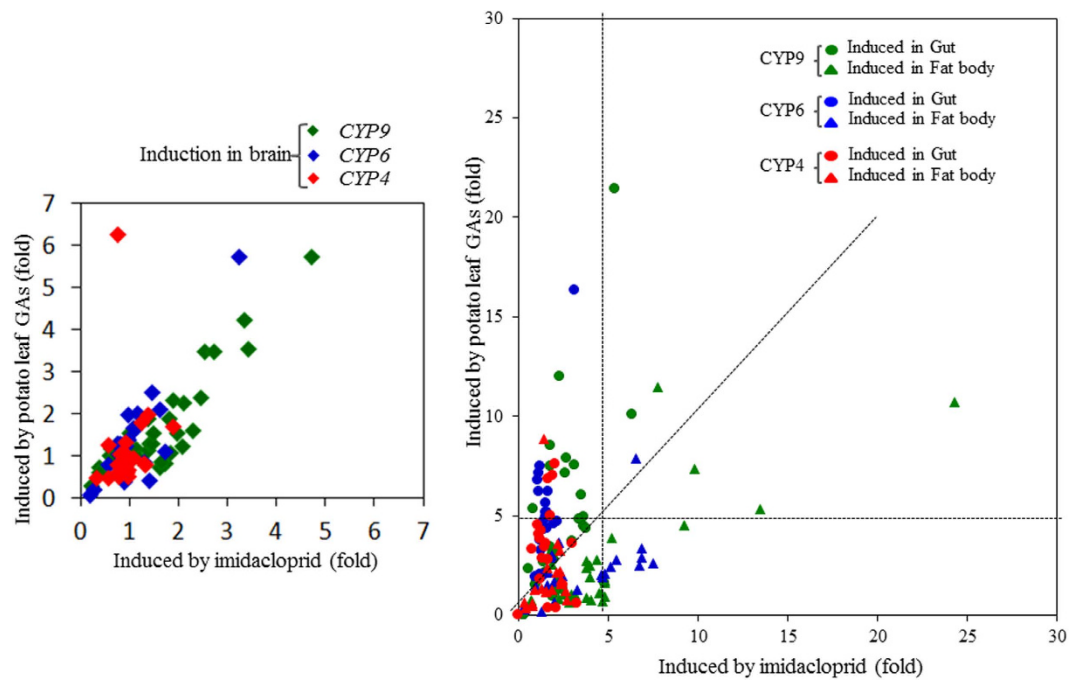 Induction in brain
CYP9
CYP6
CYP4
Induced by potato leaf GAs (fold)
7
6
5
4
3
2
1
0
0 1 2 3 4 5 6 7
Induced by imidacloprid (fold)
Induced by potato leaf GAs (fold)
30
25
20
15
10
5
0
0 5 10 15 20 25 30
Induced by imidacloprid (fold)
CYP9
Induced in Gut
Induced in Fat body
CYP6
Induced in Gut
Induced in Fat body
CYP4
Induced in Gut
Induced in Fat body